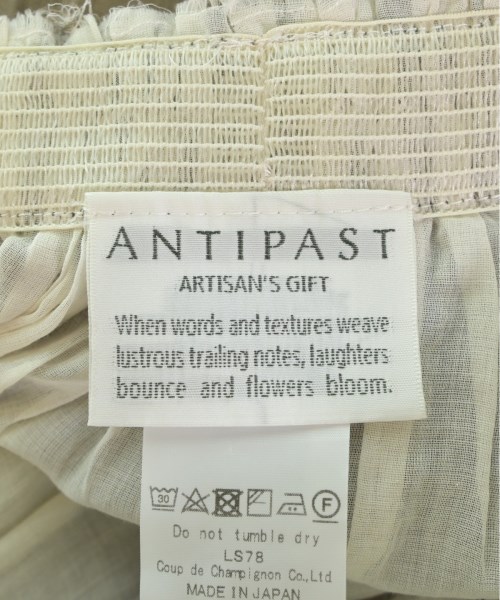 ANTIPAST
ARTISAN'S GIFT
When words and textures weave
lustrous trailing notes, laughters
bounce and flowers bloom.
30 F
Do not tumble dry
LS78
Coup de Champignon Co.,Ltd
MADE IN JAPAN